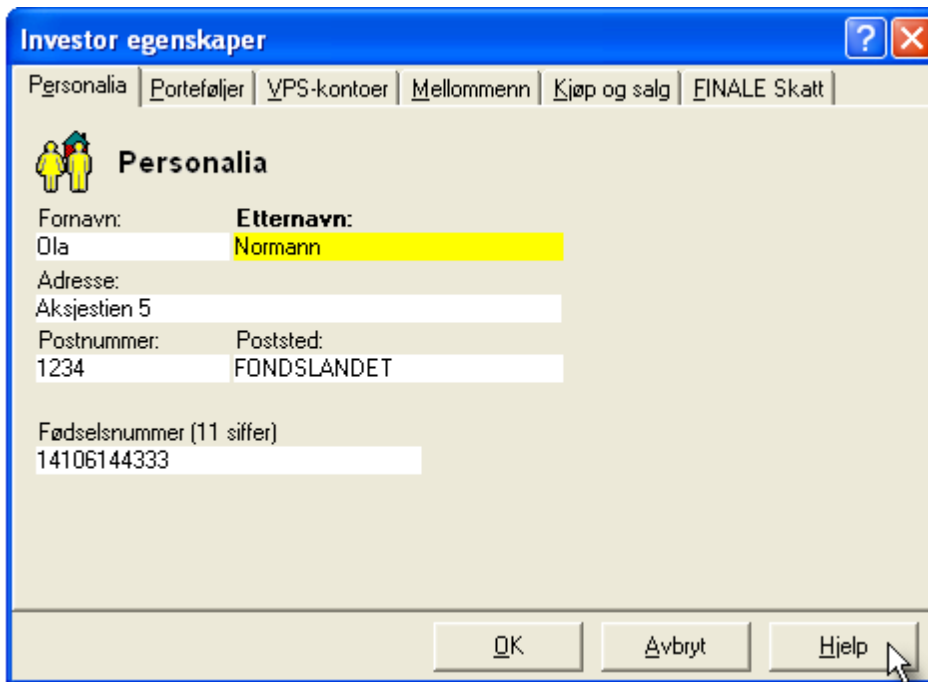 Investor egenskaper
Personalia Porteføljer VPS-kontoer Mellommenn Kjøp og salg FINALE Skatt
Personalia
Fornavn: Etternavn:
Ola Normann
Adresse:
Aksjestien 5
Postnummer: Poststed:
1234 FONDSLANDET
Fødselsnummer (11 siffer)
14106144333
OK Avbryt Hjelp